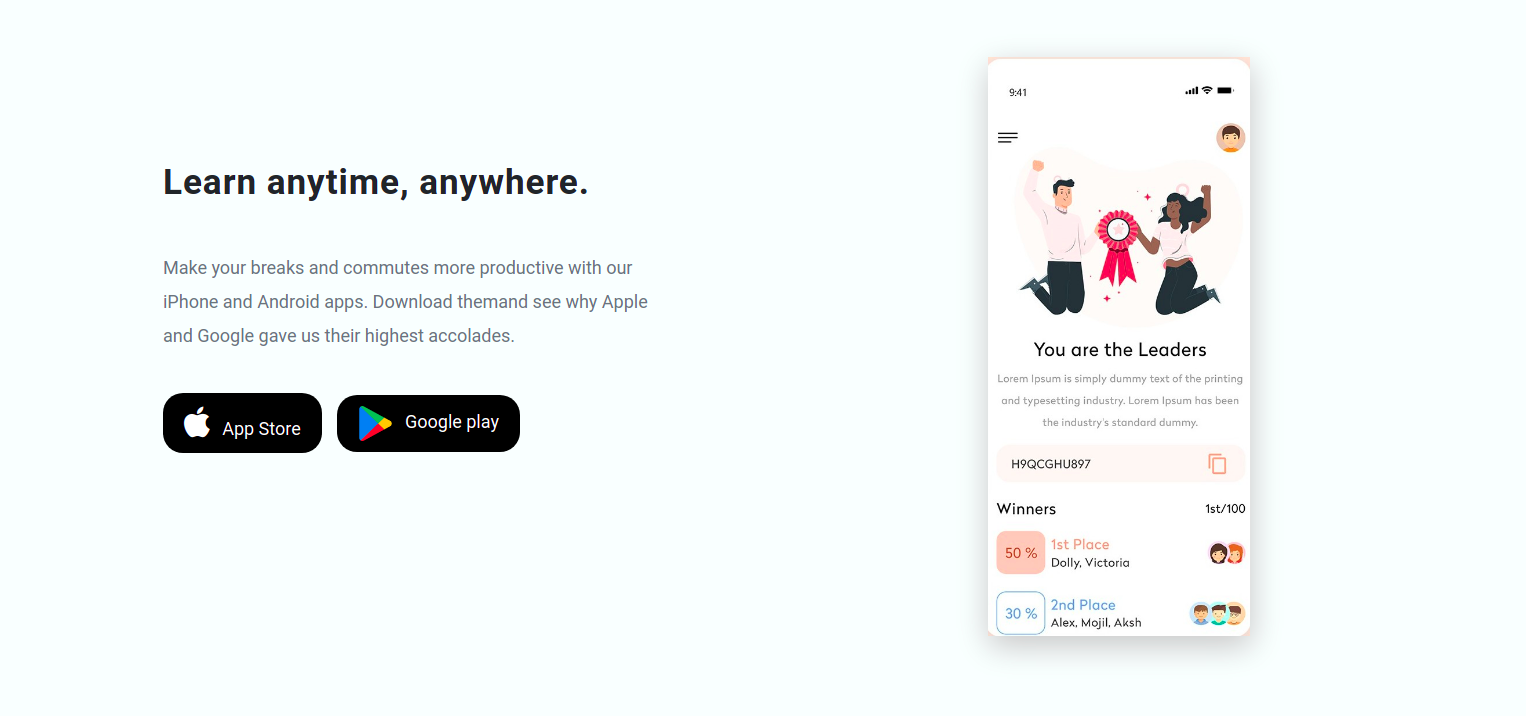 Learn anytime, anywhere.
Make your breaks and commutes more productive with our
iPhone and Android apps. Download themand see why Apple
and Google gave us their highest accolades.
App Store
Google play
9:41
You are the Leaders
Lorem Ipsum is simply dummy text of the printing
and typesetting industry. Lorem Ipsum has been
the industry's standard dummy.
H9QCGHU897
Winners 1st/100
50 %
1st Place
Dolly, Victoria
30 %
2nd Place
Alex, Mojil, Aksh